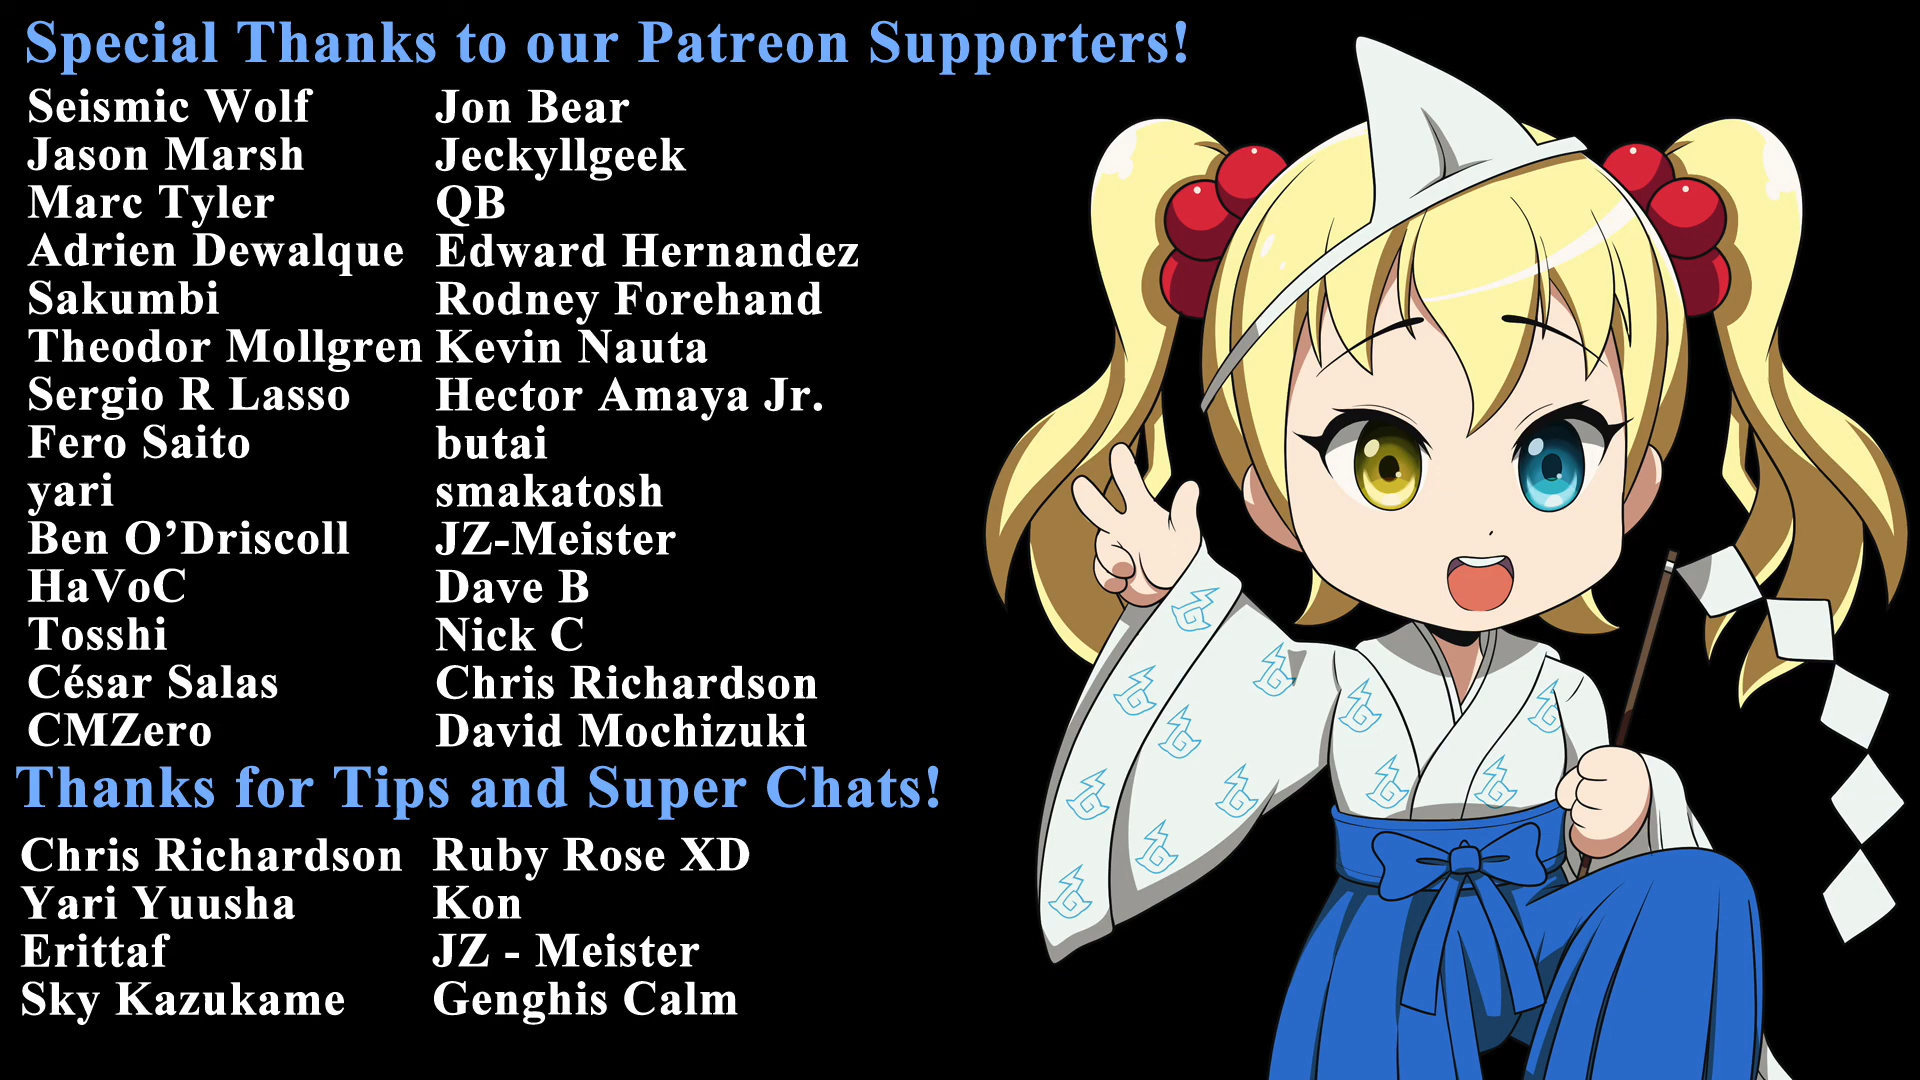 Special Thanks to our Patreon Supporters!
Seismic Wolf
Jason Marsh
Marc Tyler
Adrien Dewalque
Sakumbi
Theodor Mollgren
Sergio R Lasso
Fero Saito
yari
Ben O’Driscoll
HaVoC
Tosshi
César Salas
CMZero
Jon Bear
Jeckyllgeek
QB
Edward Hernandez
Rodney Forehand
Kevin Nauta
Hector Amaya Jr.
butai
smakatosh
JZ-Meister
Dave B
Nick C
Chris Richardson
David Mochizuki
Thanks for Tips and Super Chats!
Chris Richardson
Yari Yuusha
Erittaf
Sky Kazukame
Ruby Rose XD
Kon
JZ - Meister
Genghis Calm